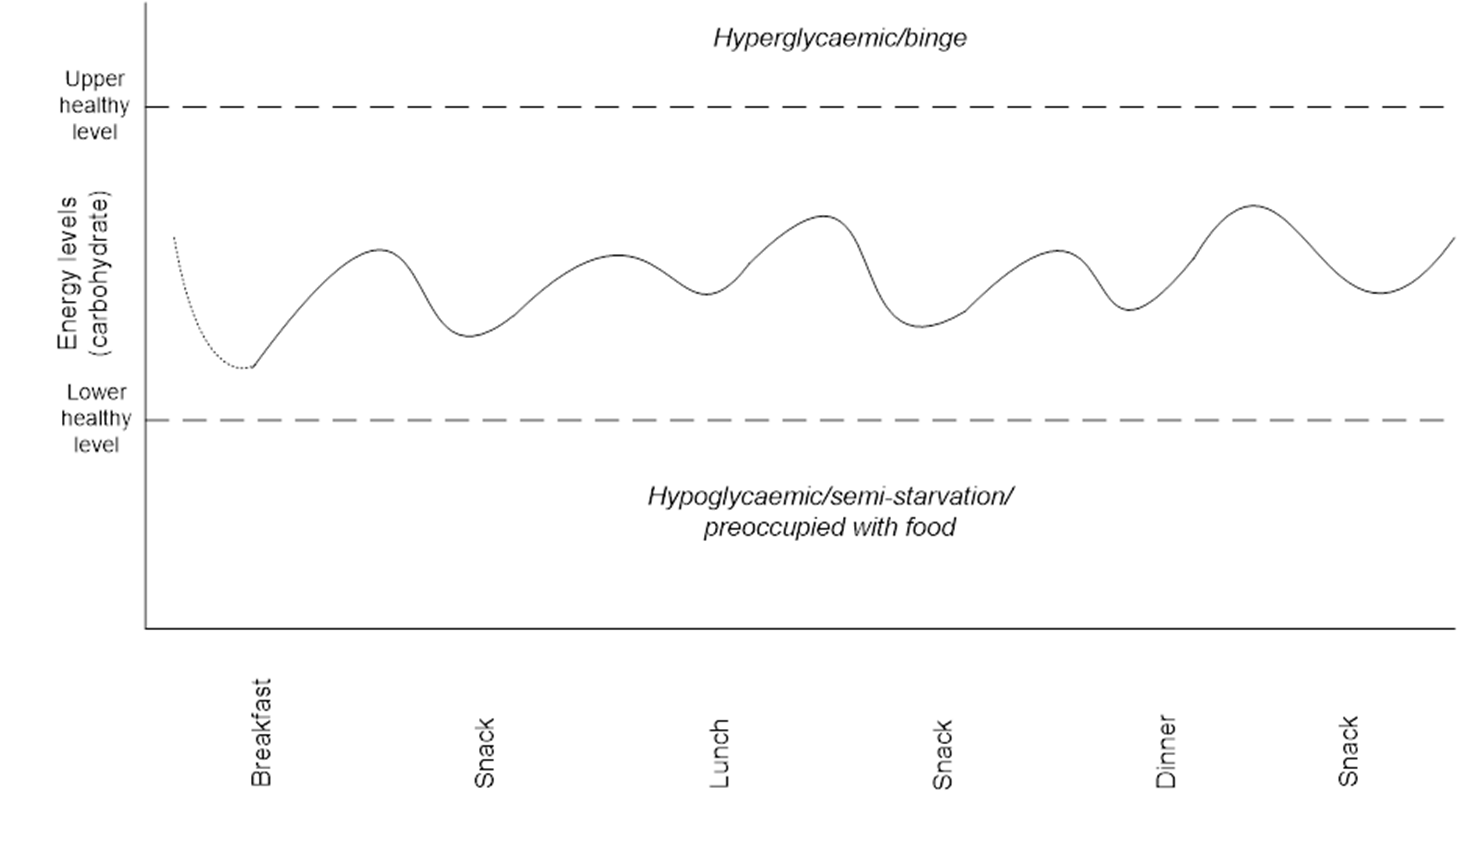 Hyperglycaemic/binge
Upper
healthy
level
Energy levels
(carbohydrate)
Lower
healthy
level
Hypoglycaemic/semi-starvation/
preoccupied with food
Breakfast
Snack
Lunch
Snack
Dinner
Snack